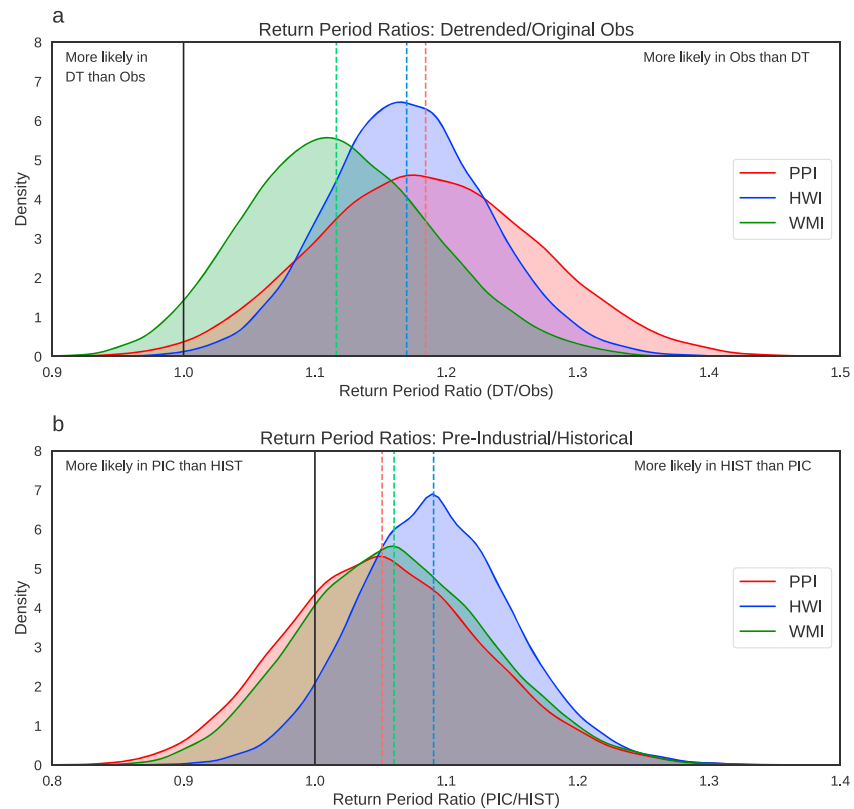 a
Return Period Ratios: Detrended/Original Obs
8
More likely in
DT than Obs
More likely in Obs than DT
7
6
5
4
3
2
1
0
Density
PPI
HWI
WMI
0.9 1.0 1.1 1.2 1.3 1.4 1.5
Return Period Ratio (DT/Obs)
b
Return Period Ratios: Pre-Industrial/Historical
8
More likely in PIC than HIST
More likely in HIST than PIC
7
6
5
4
3
2
1
0
Density
PPI
HWI
WMI
0.8 0.9 1.0 1.1 1.2 1.3 1.4
Return Period Ratio (PIC/HIST)